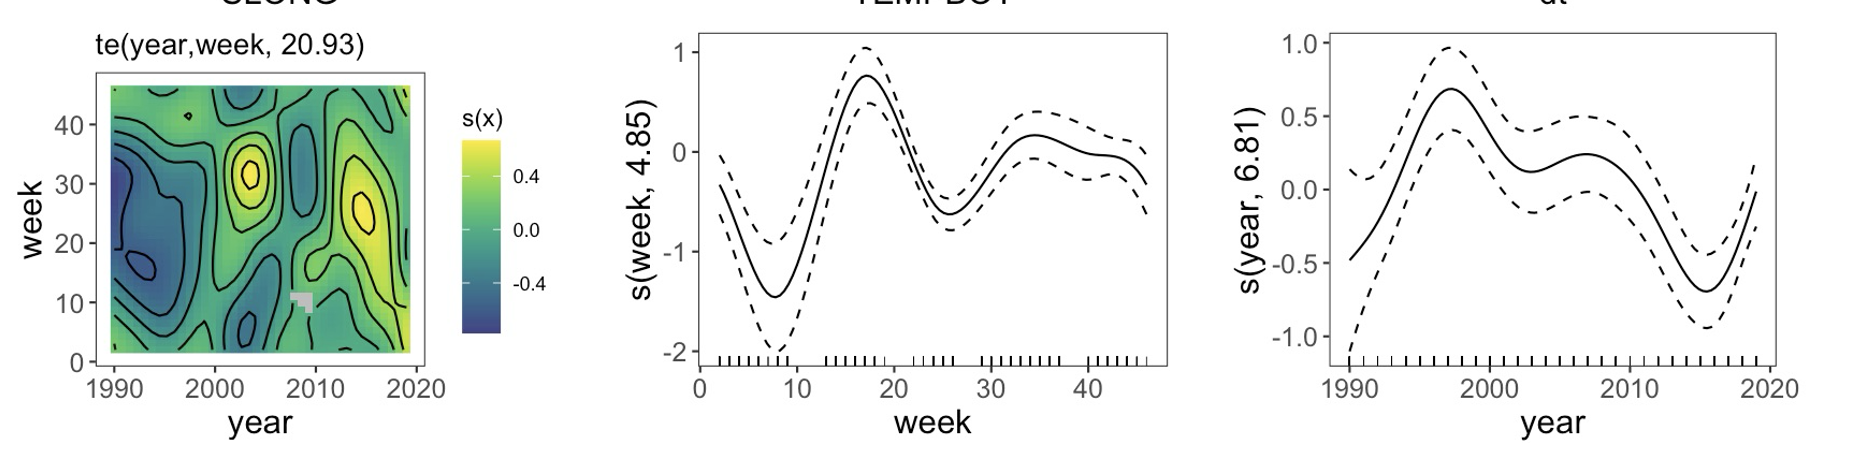 te(year,week, 20.93)
s(x)
0.4
0.0
-0.4
week
40
30
20
10
0
1990 2000 2010 2020
year
s(week, 4.85)
1
0
-1
-2
0 10 20 30 40
week
s(year, 6.81)
1.0
0.5
0.0
-0.5
-1.0
1990 2000 2010 2020
year